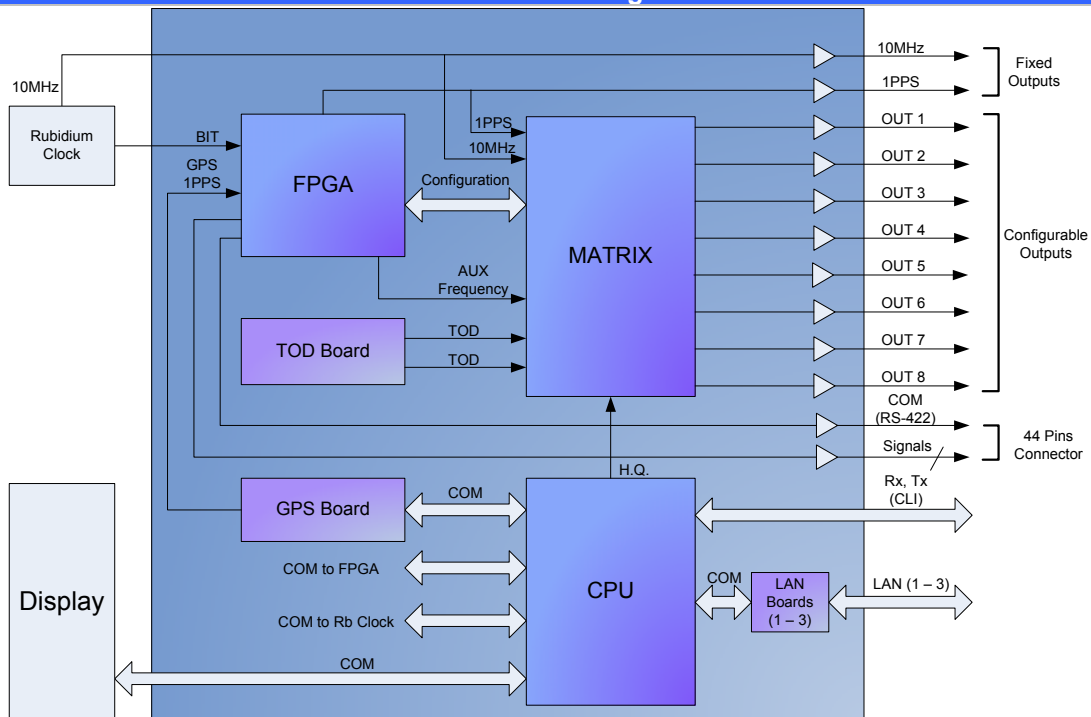 10MHz
10MHz
Fixed
Outputs
1PPS
Rubidium
Clock
BIT
GPS
1PPS
FPGA
1PPS
10MHz
Configuration
MATRIX
AUX
Frequency
TOD Board
TOD
TOD
OUT 1
OUT 2
OUT 3
OUT 4
OUT 5
OUT 6
OUT 7
OUT 8
Configurable
Outputs
COM
(RS-422)
Signals
44 Pins
Connector
H.Q.
Rx, Tx
(CLI)
GPS Board
COM
COM to FPGA
COM to Rb Clock
CPU
COM
LAN
Boards
(1 – 3)
LAN (1 – 3)
Display
COM